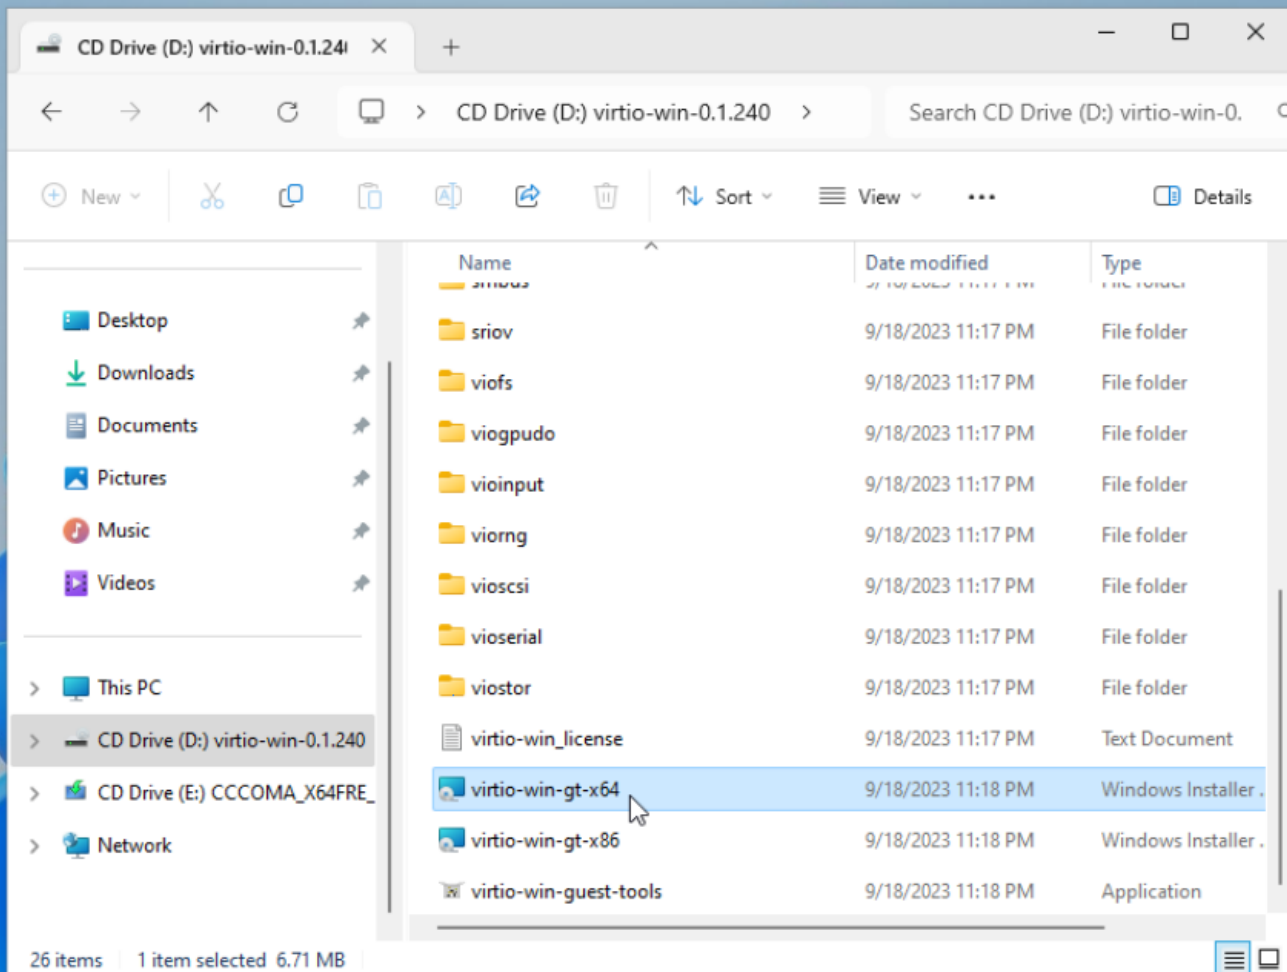 CD Drive (D:) virtio-win-0.1.24
CD Drive (D:) virtio-win-0.1.240
Search CD Drive (D:) virtio-win-0.
New
Sort
View
Details
Name Date modified Type
Desktop
Downloads
Documents
Pictures
Music
Videos
This PC
CD Drive (D:) virtio-win-0.1.240
CD Drive (E:) CCCOMA_X64FRE_
Network
smbus 9/18/2023 11:17 PM File folder
sriov 9/18/2023 11:17 PM File folder
viofs 9/18/2023 11:17 PM File folder
viogpudo 9/18/2023 11:17 PM File folder
vioinput 9/18/2023 11:17 PM File folder
viorng 9/18/2023 11:17 PM File folder
vioscsi 9/18/2023 11:17 PM File folder
vioserial 9/18/2023 11:17 PM File folder
viostor 9/18/2023 11:17 PM File folder
virtio-win_license 9/18/2023 11:17 PM Text Document
virtio-win-gt-x64 9/18/2023 11:18 PM Windows Installer .
virtio-win-gt-x86 9/18/2023 11:18 PM Windows Installer .
virtio-win-guest-tools 9/18/2023 11:18 PM Application
26 items 1 item selected 6.71 MB